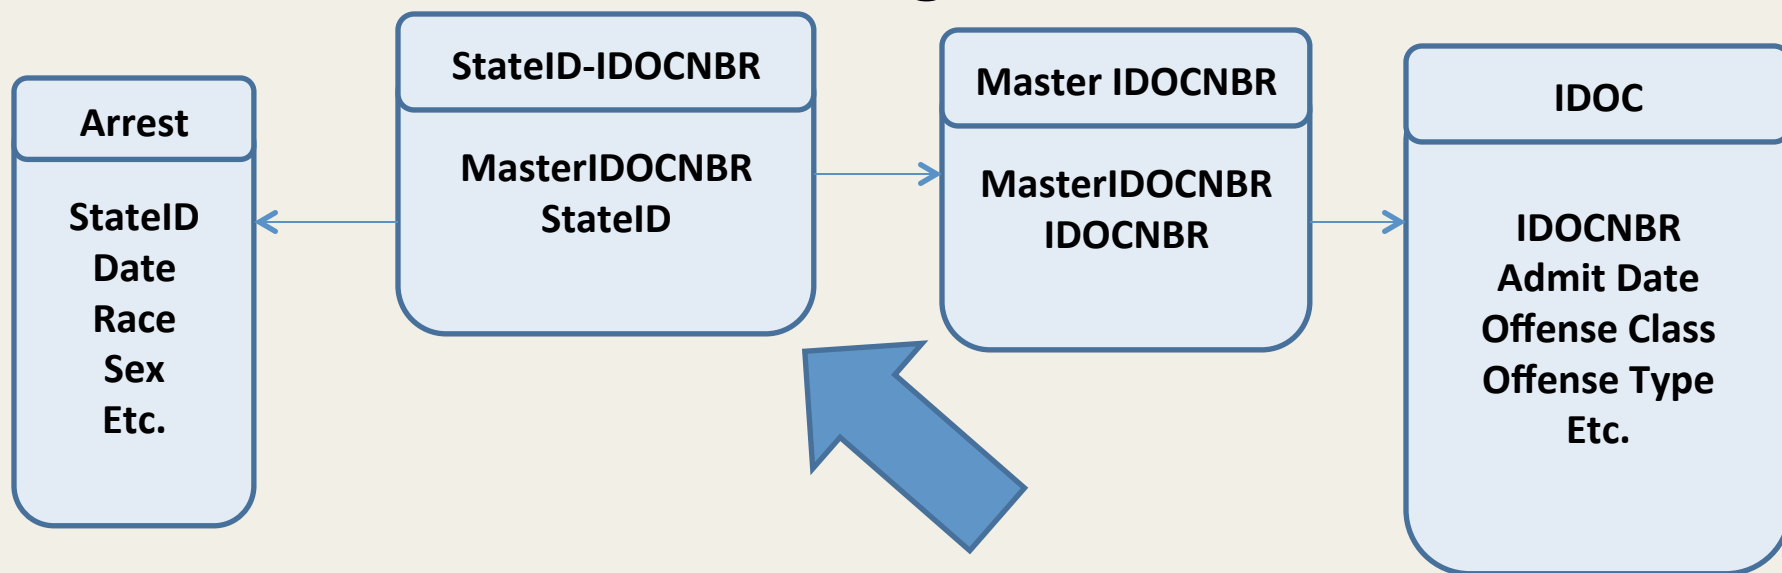 Arrest
StateID
Date
Race
Sex
Etc.
StateID-IDOCNBR
MasterIDOCNBR
StateID
Master IDOCNBR
MasterIDOCNBR
IDOCNBR
IDOC
IDOCNBR
Admit Date
Offense Class
Offense Type
Etc.